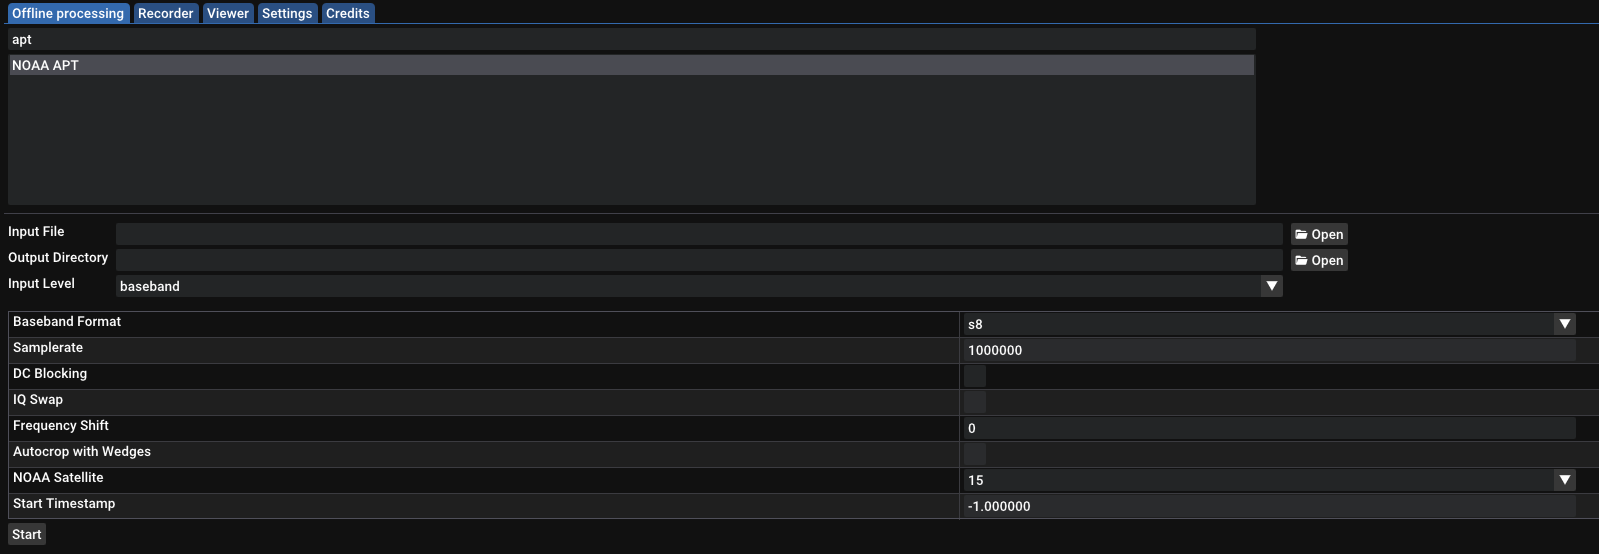 Offline processing Recorder Viewer Settings Credits
apt
NOAA APT
Input File Open
Output Directory Open
Input Level baseband
Baseband Format s8
Samplerate 1000000
DC Blocking
IQ Swap
Frequency Shift 0
Autocrop with Wedges
NOAA Satellite 15
Start Timestamp -1.000000
Start